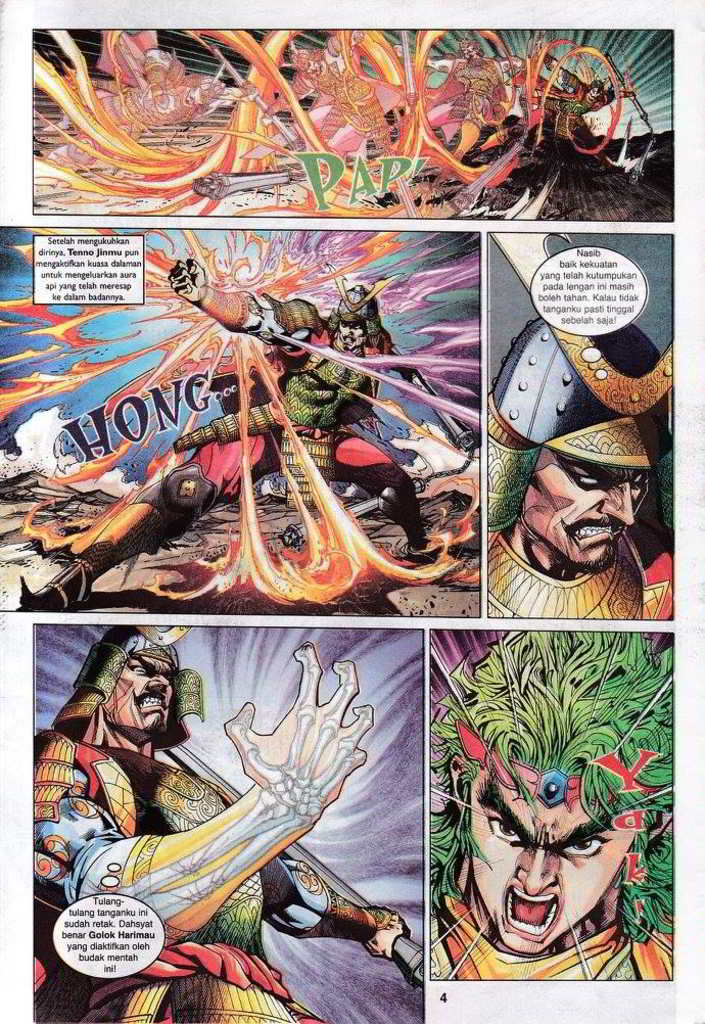 PAP!
Setelah mengukuhkan
dirinya, Tenno Jinmu pun
mengaktifkan kuasa dalaman
untuk mengeluarkan aura
api yang telah meresap
ke dalam badannya.
HONG...
Nasib
baik kekuatan
yang telah kutumpukan
pada lengan ini masih
boleh tahan. Kalau tidak
tanganku pasti tinggal
sebelah saja!
Tulang-
tulang tanganku ini
sudah retak. Dahsyat
benar Golok Harimau
yang diaktifkan oleh
budak mentah
ini!
Yak!
4